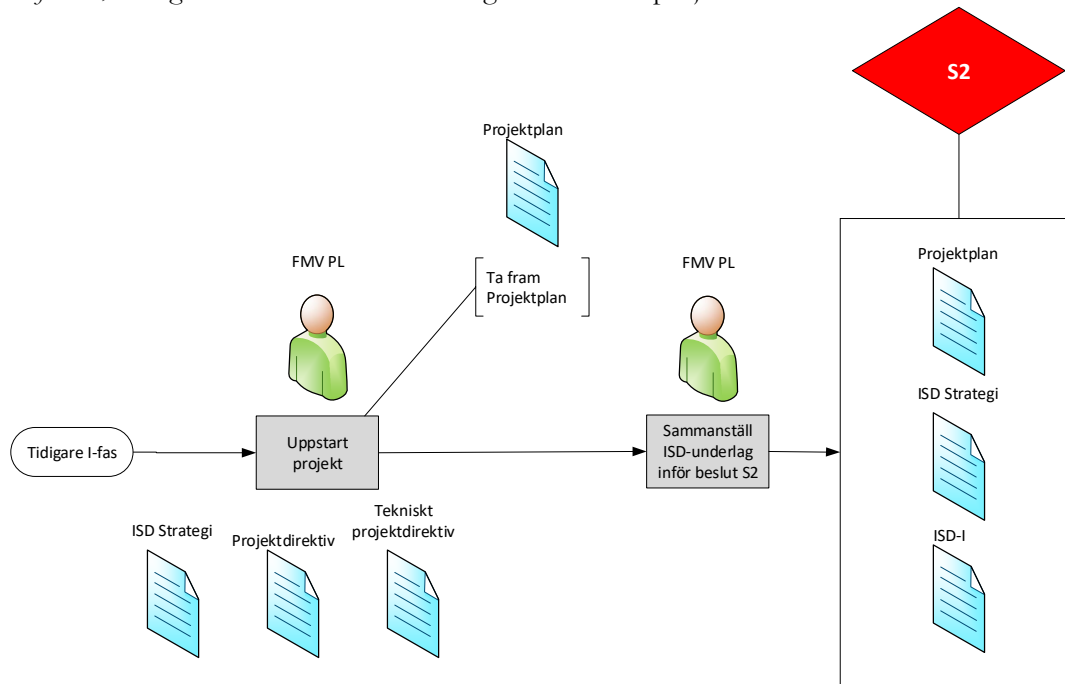 S2
Projektplan
FMV PL
Ta fram
Projektplan
FMV PL
Projektplan
Tidigare I-fas
Uppstart
projekt
Sammanställ
ISD-underlag
inför beslut S2
ISD Strategi
ISD Strategi
Projektdirektiv
Tekniskt
projektdirektiv
ISD-I